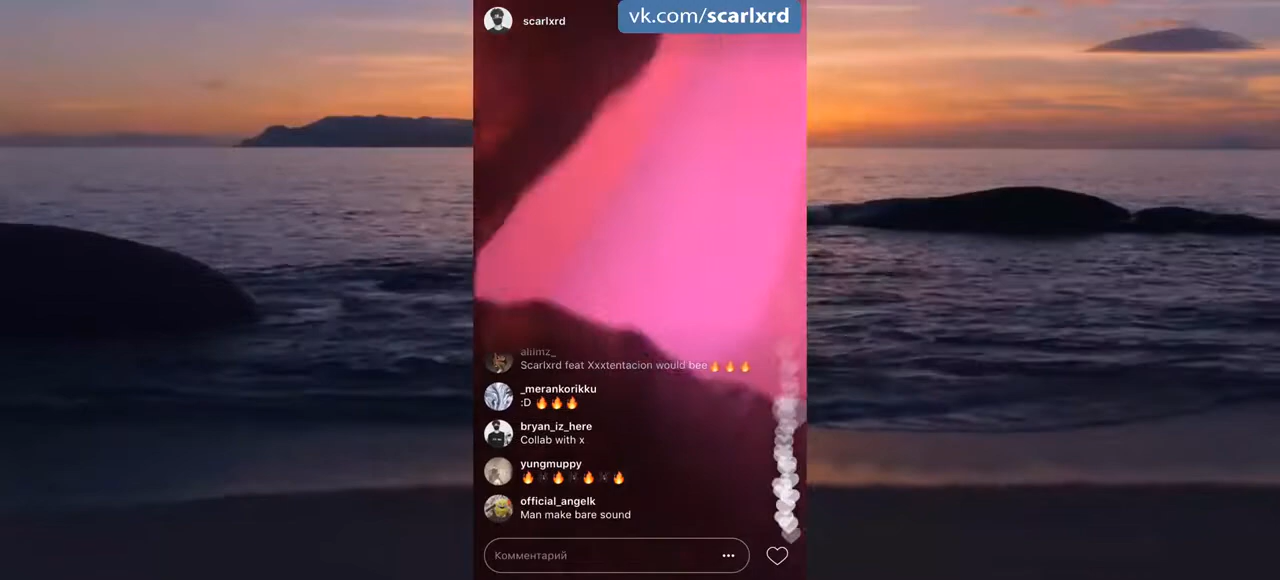 scarlxrd
vk.com/scarlxrd
aliimz_
Scarlxrd feat Xxxtentacion would bee🔥🔥🔥
_merankorikku
:D 🔥🔥🔥
bryan_iz_here
Collab with x
yungmuppy
official_angelk
Man make bare sound
Комментарий